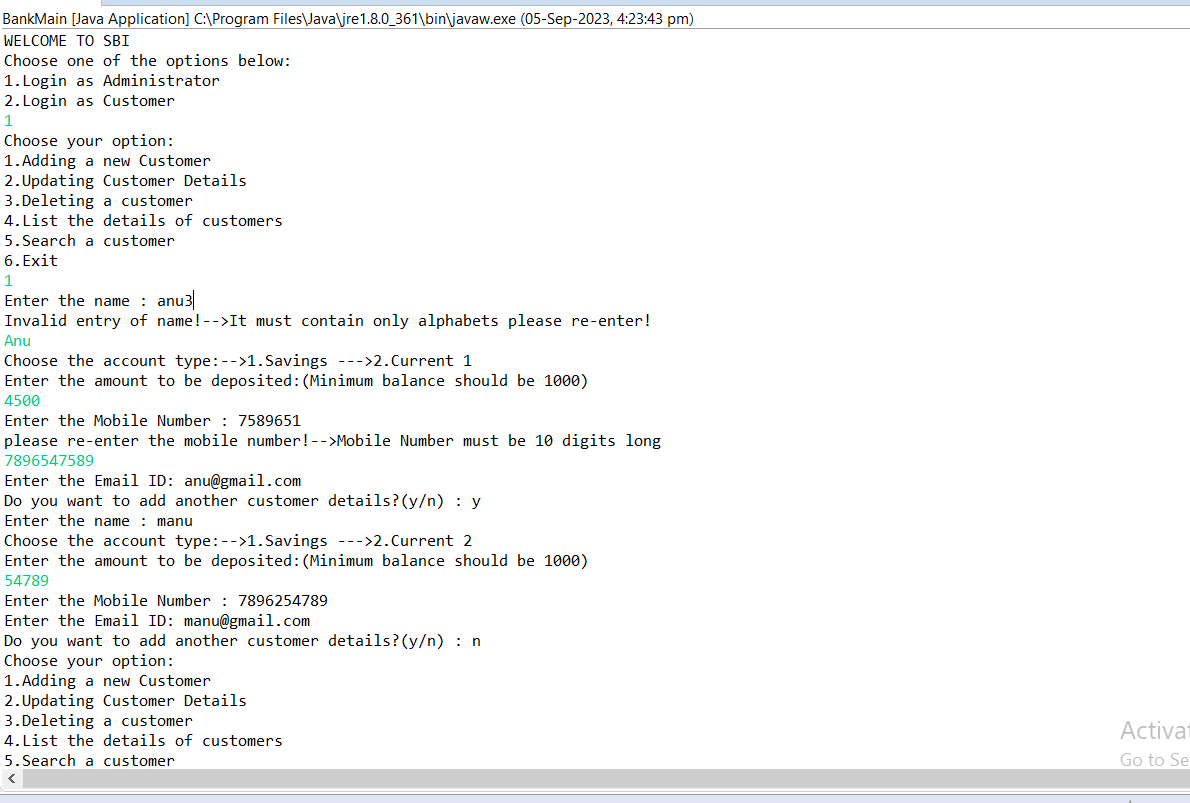 BankMain [Java Application] C:\Program Files\Java\jre1.8.0_361\bin\javaw.exe (05-Sep-2023, 4:23:43 pm)
WELCOME TO SBI
Choose one of the options below:
1.Login as Administrator
2.Login as Customer
1
Choose your option:
1.Adding a new Customer
2.Updating Customer Details
3.Deleting a customer
4.List the details of customers
5.Search a customer
6.Exit
1
Enter the name : anu3
Invalid entry of name!-->It must contain only alphabets please re-enter!
Anu
Choose the account type:-->1.Savings --->2.Current 1
Enter the amount to be deposited:(Minimum balance should be 1000)
4500
Enter the Mobile Number : 7589651
please re-enter the mobile number!-->Mobile Number must be 10 digits long
7896547589
Enter the Email ID: anu@gmail.com
Do you want to add another customer details?(y/n) : y
Enter the name : manu
Choose the account type:-->1.Savings --->2.Current 2
Enter the amount to be deposited:(Minimum balance should be 1000)
54789
Enter the Mobile Number : 7896254789
Enter the Email ID: manu@gmail.com
Do you want to add another customer details?(y/n) : n
Choose your option:
1.Adding a new Customer
2.Updating Customer Details
3.Deleting a customer
4.List the details of customers
5.Search a customer
Activat
Go to Se